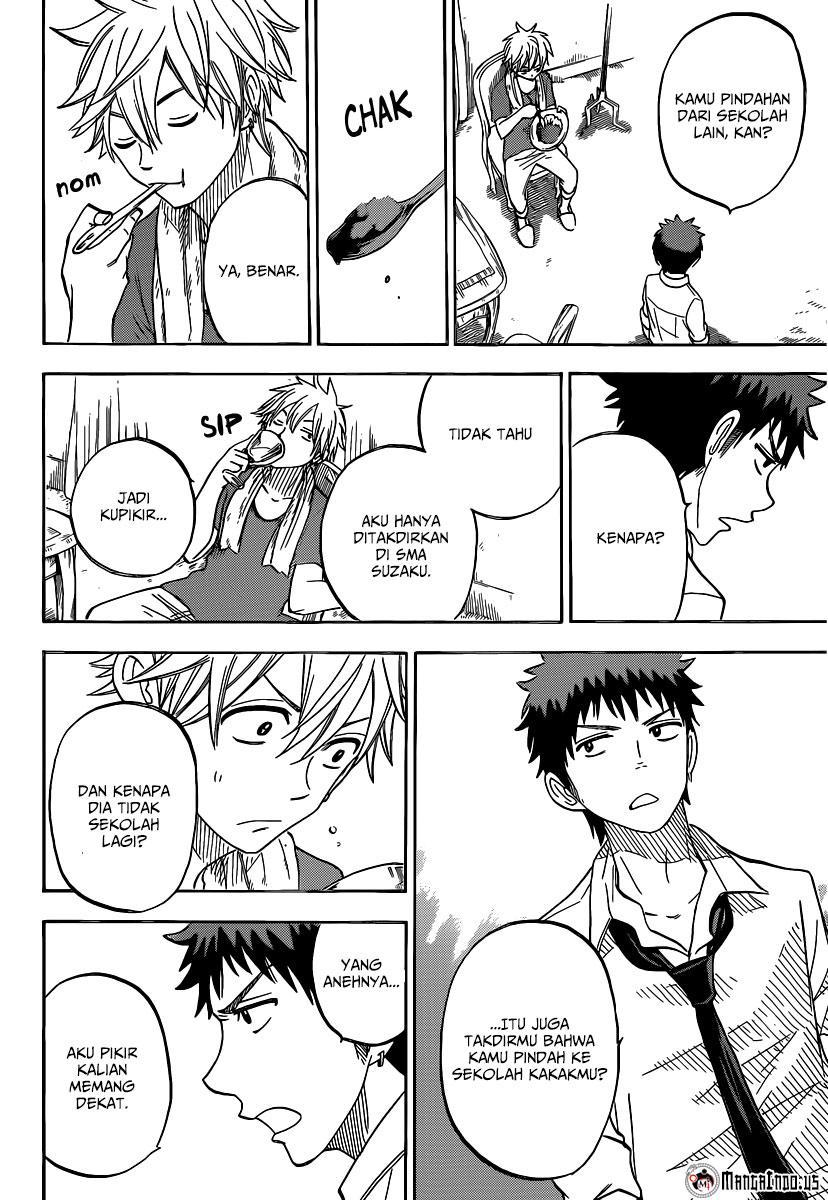 KAMU PINDAHAN
DARI SEKOLAH
LAIN, KAN?
CHAK
nom
YA, BENAR.
KENAPA?
TIDAK TAHU
AKU HANYA
DITAKDIRKAN
DI SMA
SUZAKU.
SIP
JADI
KUPIKIR...
...ITU JUGA
TAKDIRMU BAHWA
KAMU PINDAH KE
SEKOLAH KAKAKMU?
DAN KENAPA
DIA TIDAK
SEKOLAH
LAGI?
YANG
ANEHNYA...
AKU PIKIR
KALIAN
MEMANG
DEKAT.
MI
MANGAINDO.US